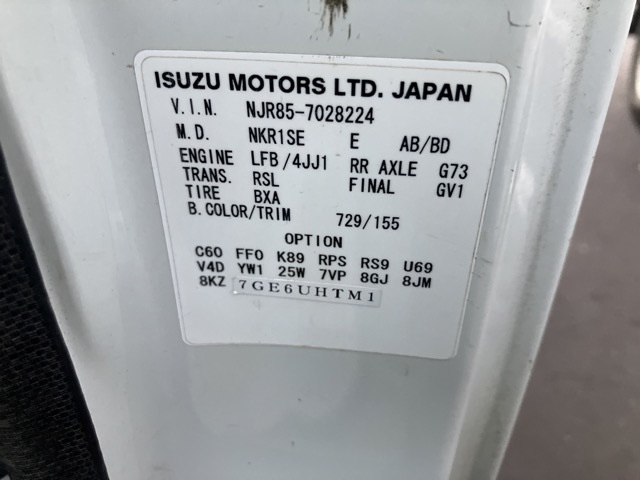 ISUZU MOTORS LTD. JAPAN
V.I.N. NJR85-7028224
M.D. NKR1SE E AB/BD
ENGINE LFB/4JJ1 RR AXLE G73
TRANS. RSL FINAL GV1
TIRE BXA
B.COLOR/TRIM 729/155
OPTION
C60 FF0 K89 RPS RS9 U69
V4D YW1 25W 7VP 8GJ 8JM
8KZ 7GE6UHTM1